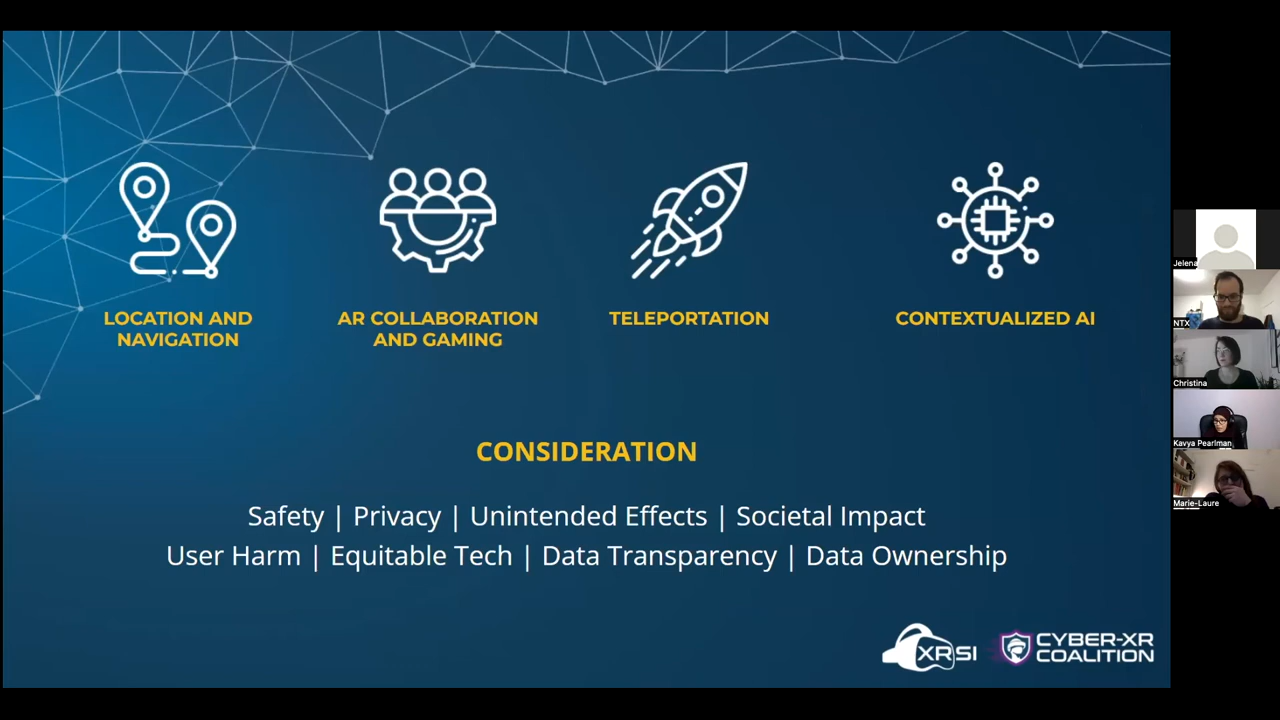 LOCATION AND
NAVIGATION
AR COLLABORATION
AND GAMING
TELEPORTATION
CONTEXTUALIZED AI
CONSIDERATION
Safety | Privacy | Unintended Effects | Societal Impact
User Harm | Equitable Tech | Data Transparency | Data Ownership
XRSI
CYBER-XR
COALITION
Jelena
NTX
Christina
Kavya Pearlman
Marie-Laure